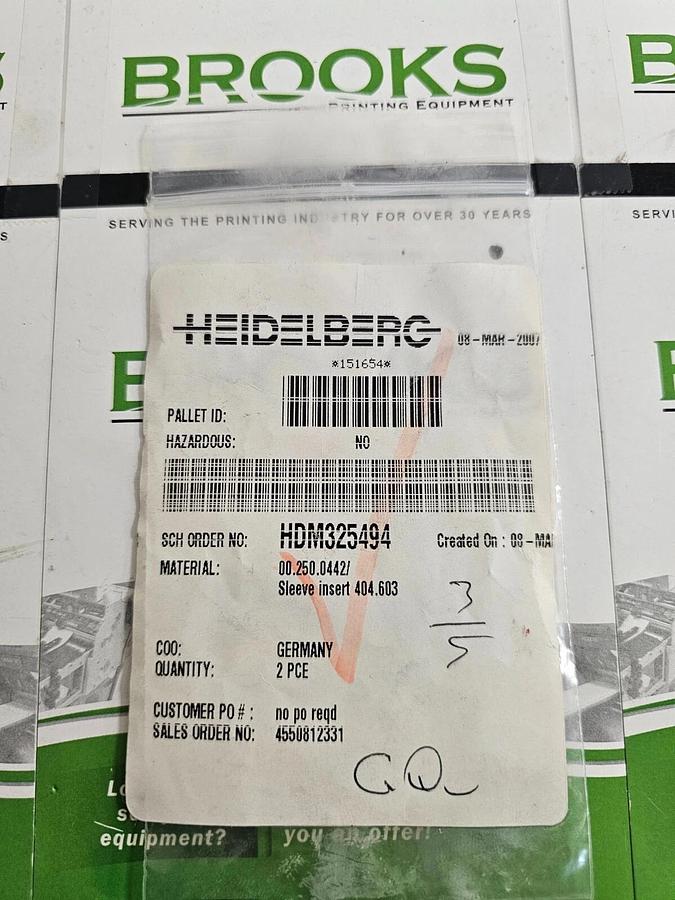 BROOKS
PRINTING EQUIPMENT
SERVING THE PRINTING INDUSTRY FOR OVER 30 YEARS
SERVI
HEIDELBERG
08-MAR-2007
*151654*
PALLET ID:
HAZARDOUS: NO
SCH ORDER NO: HDM325494 Created On : 08-MA
MATERIAL: 00.250.0442/
Sleeve insert 404.603
3
5
COO: GERMANY
QUANTITY: 2 PCE
CUSTOMER PO # : no po reqd
SALES ORDER NO: 4550812331
equipment?
you an offer!